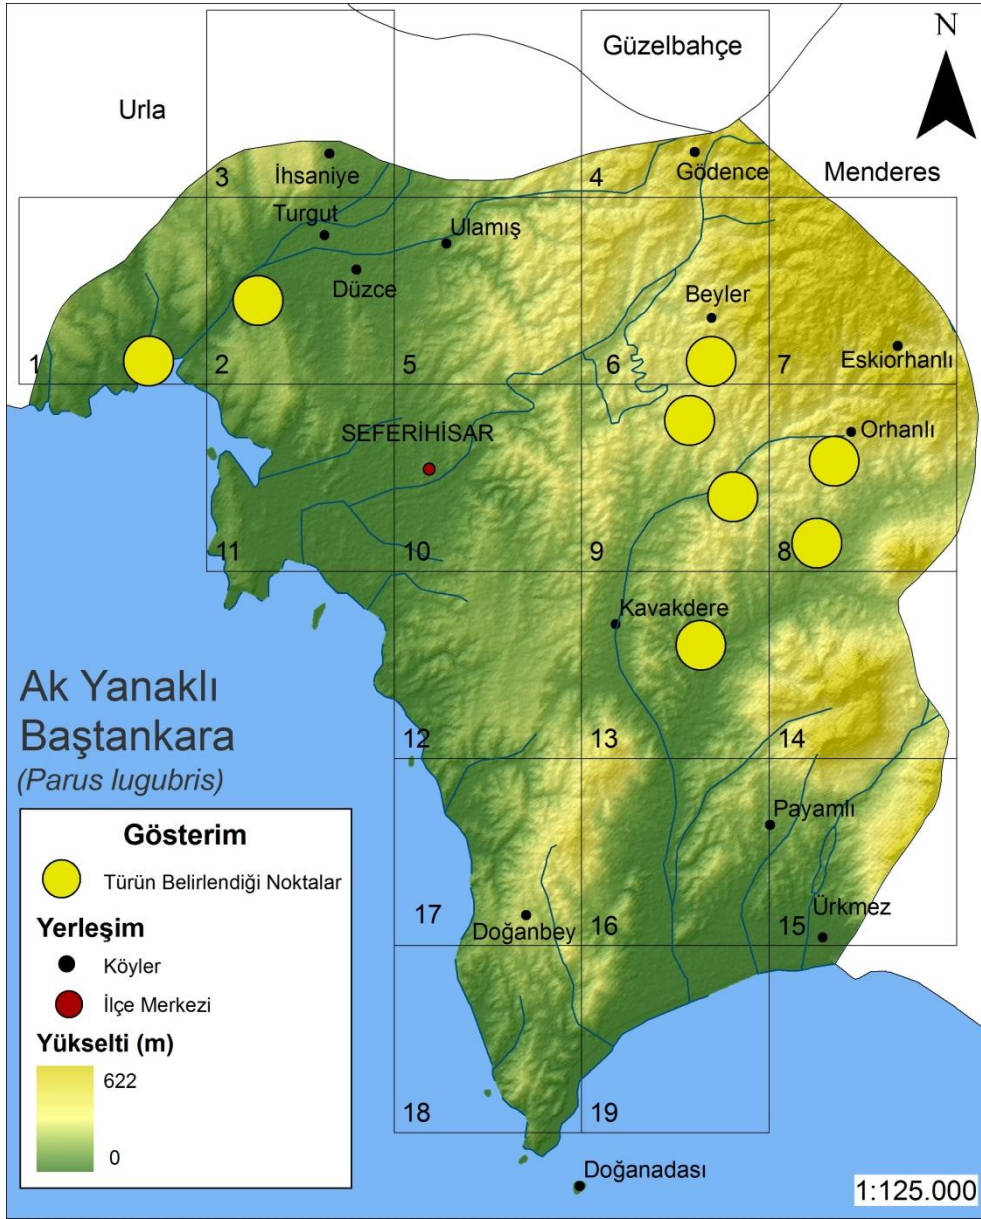 Güzelbahçe
N
Urla
Menderes
3
İhsaniye
4
Gödence
Turgut
Ulamış
Düzce
Beyler
1
2
5
6
7
Eskiorhanlı
SEFERİHİSAR
Orhanlı
11
10
9
8
Kavakdere
Ak Yanaklı
Baştankara
(Parus lugubris)
12
13
14
Payamlı
17
Doğanbey
16
15
Ürkmez
18
19
Doğanadası
Gösterim
Türün Belirlendiği Noktalar
Yerleşim
Köyler
İlçe Merkezi
Yükselti (m)
622
0
1:125.000